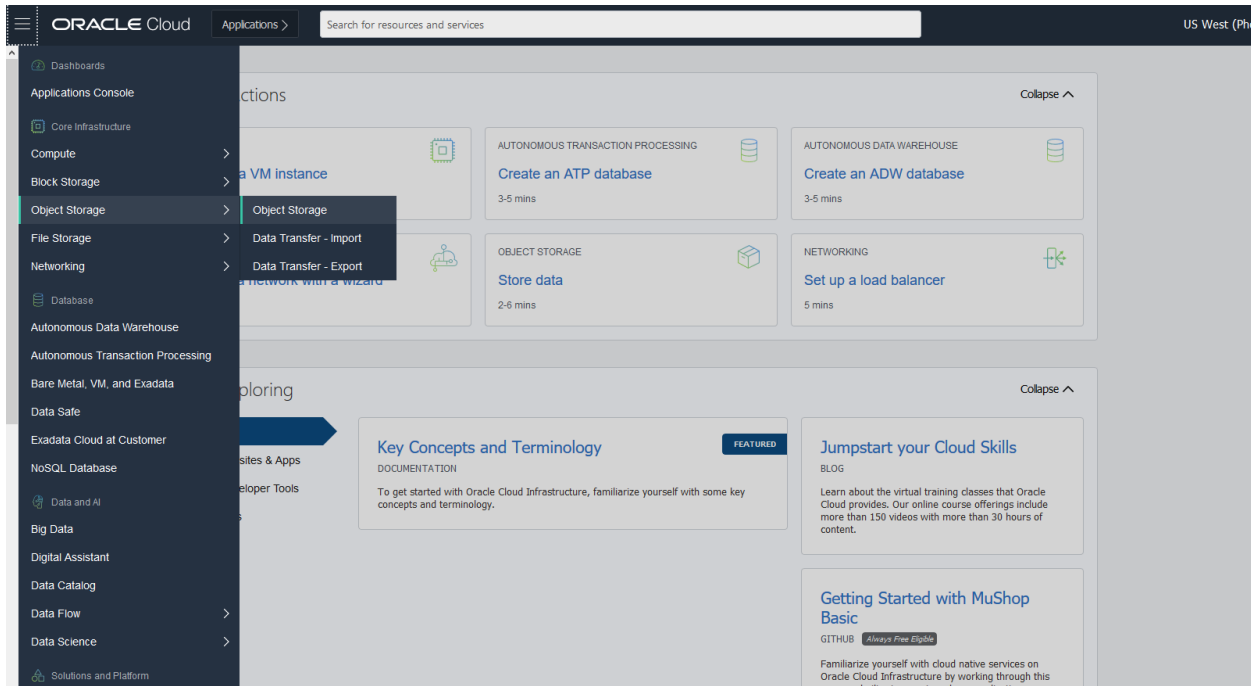 ORACLE Cloud
Applications >
Search for resources and services
US West (Pho
Dashboards
Applications Console
Core Infrastructure
Compute
Block Storage
Object Storage
File Storage
Networking
Database
Autonomous Data Warehouse
Autonomous Transaction Processing
Bare Metal, VM, and Exadata
Data Safe
Exadata Cloud at Customer
NoSQL Database
Data and AI
Big Data
Digital Assistant
Data Catalog
Data Flow
Data Science
Solutions and Platform
Object Storage
Data Transfer - Import
Data Transfer - Export
ctions
Collapse
a VM instance
AUTONOMOUS TRANSACTION PROCESSING
Create an ATP database
3-5 mins
AUTONOMOUS DATA WAREHOUSE
Create an ADW database
3-5 mins
a network with a wizard
OBJECT STORAGE
Store data
2-6 mins
NETWORKING
Set up a load balancer
5 mins
ploring
Collapse
sites & Apps
eloper Tools
s
Key Concepts and Terminology
FEATURED
DOCUMENTATION
To get started with Oracle Cloud Infrastructure, familiarize yourself with some key
concepts and terminology.
Jumpstart your Cloud Skills
BLOG
Learn about the virtual training classes that Oracle
Cloud provides. Our online course offerings include
more than 150 videos with more than 30 hours of
content.
Getting Started with MuShop
Basic
GITHUB Always Free Eligible
Familiarize yourself with cloud native services on
Oracle Cloud Infrastructure by working through this